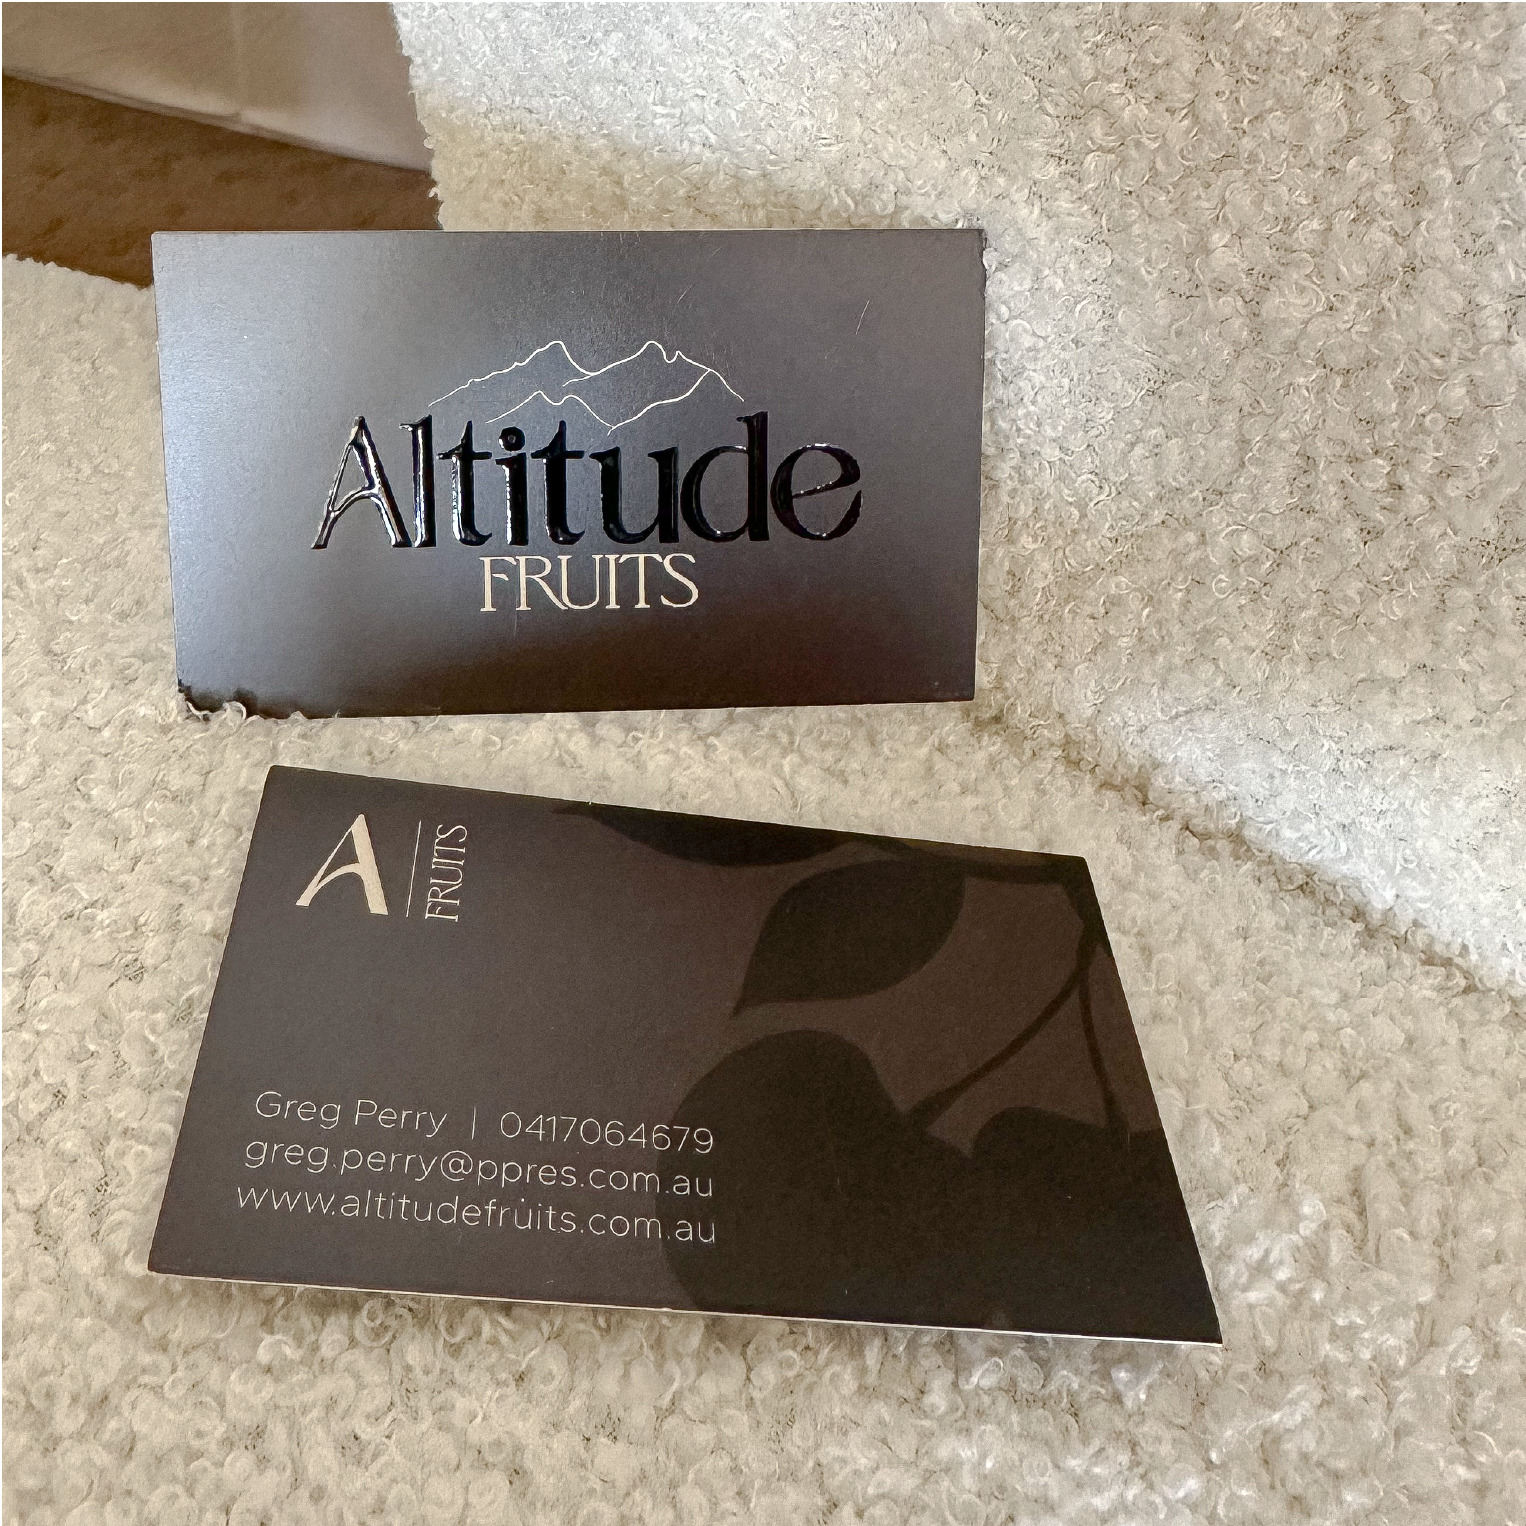 Altitude
FRUITS
A | FRUITS
Greg Perry | 0417064679
greg.perry@ppres.com.au
www.altitudefruits.com.au